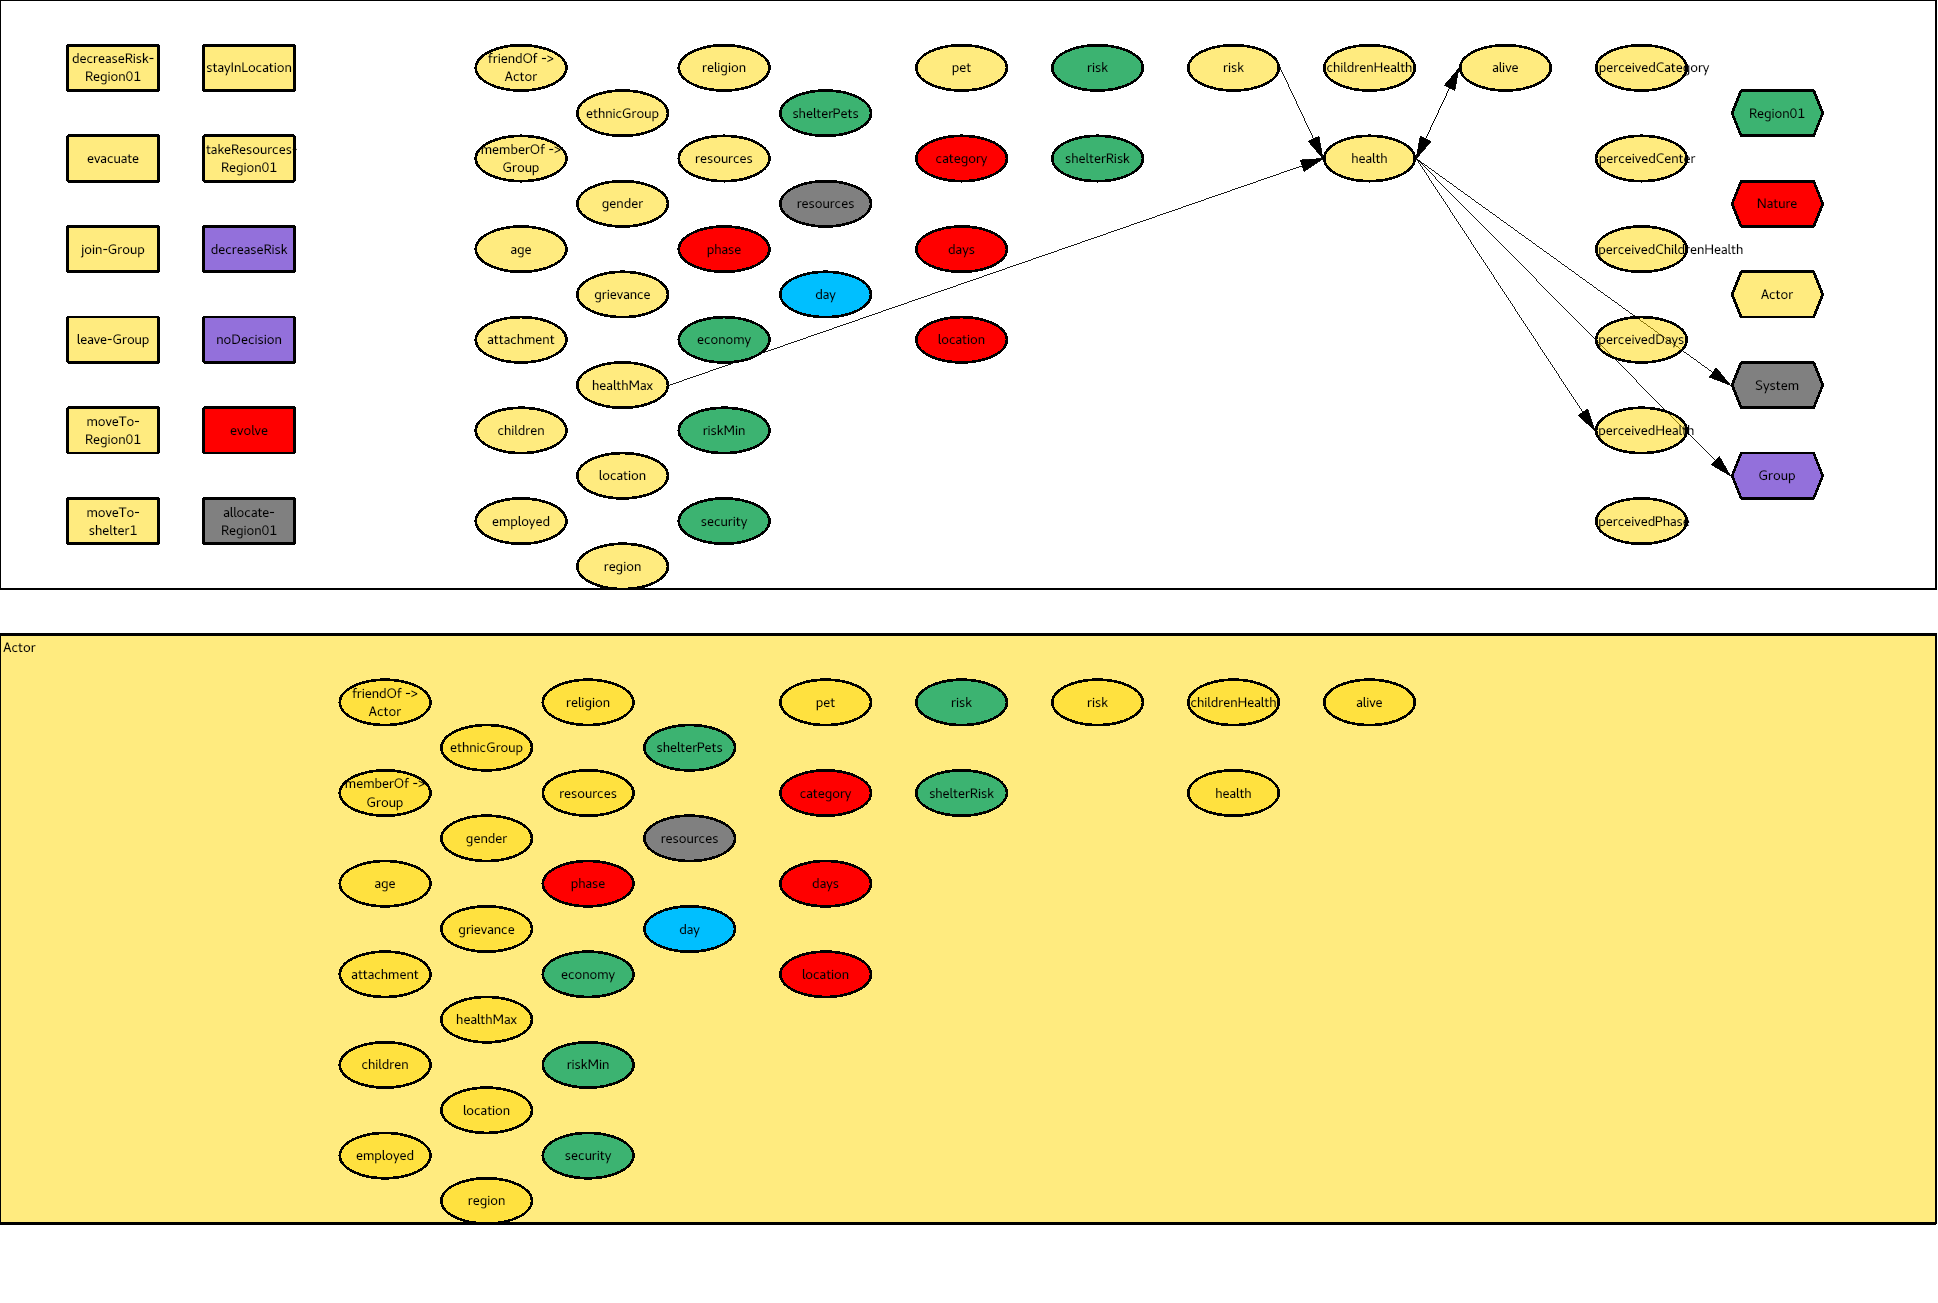 decreaseRisk-
Region01
stayInLocation
friendOf ->
Actor
religion
pet
risk
risk
childrenHealth
alive
perceivedCategory
ethnicGroup
shelterPets
Region01
evacuate
takeResources-
Region01
memberOf ->
Group
resources
category
shelterRisk
health
perceivedCenter
gender
resources
Nature
join-Group
decreaseRisk
age
phase
days
perceivedChildrenHealth
grievance
day
Actor
leave-Group
noDecision
attachment
economy
location
perceivedDays
healthMax
System
moveTo-
Region01
evolve
children
riskMin
perceivedHealth
location
Group
moveTo-
shelter1
allocate-
Region01
employed
security
perceivedPhase
region
Actor
friendOf ->
Actor
religion
pet
risk
risk
childrenHealth
alive
ethnicGroup
shelterPets
memberOf ->
Group
resources
category
shelterRisk
health
gender
resources
age
phase
days
grievance
day
attachment
economy
location
healthMax
children
riskMin
location
employed
security
region